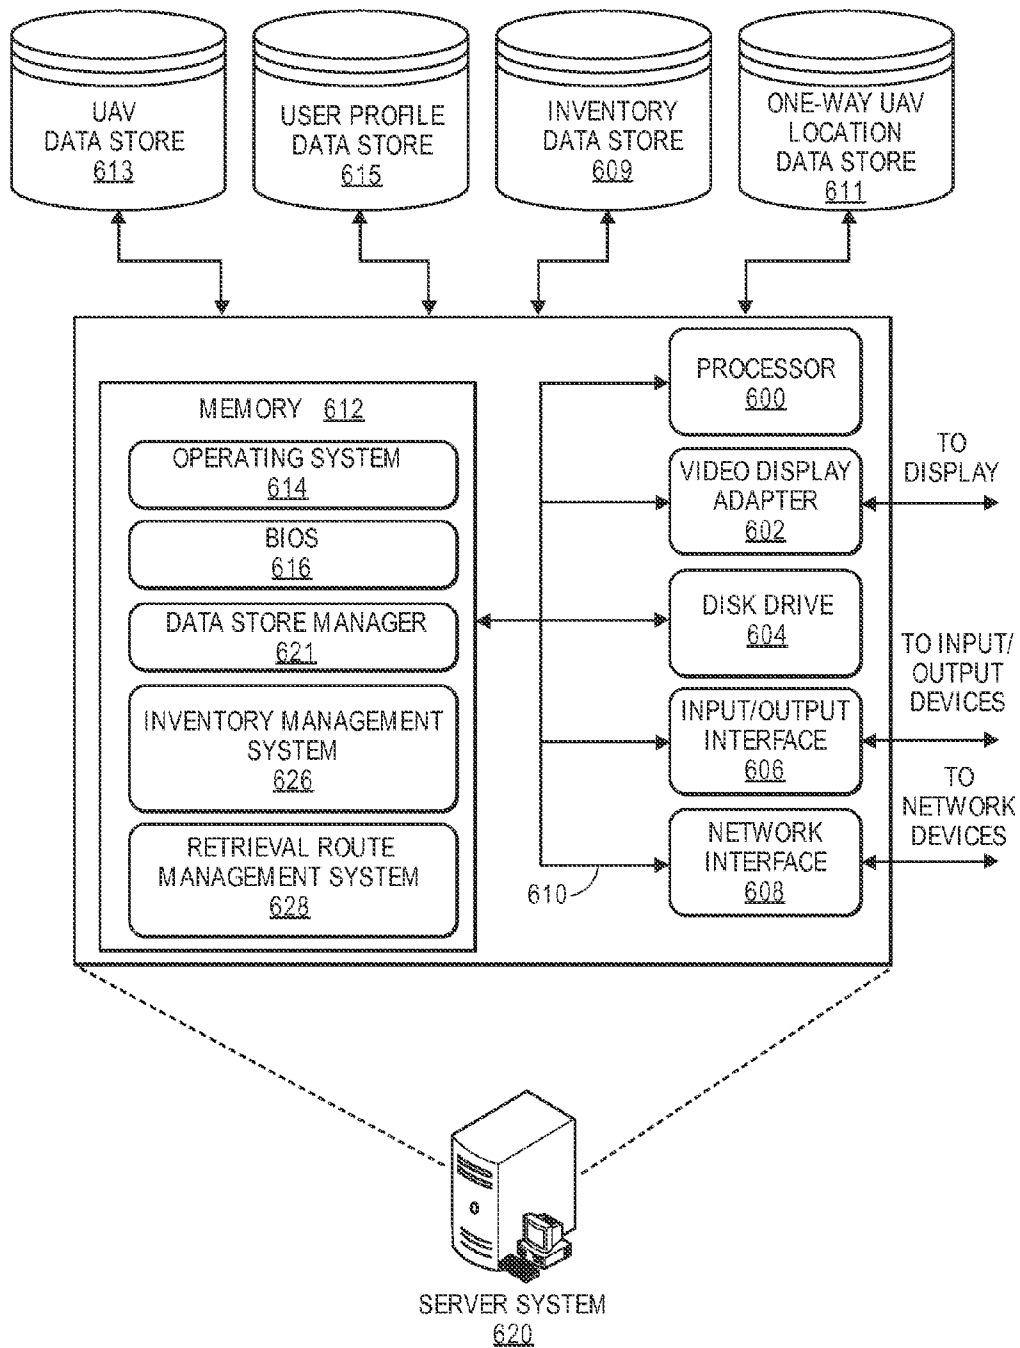 UAV
DATA STORE
613
USER PROFILE
DATA STORE
615
INVENTORY
DATA STORE
609
ONE-WAY UAV
LOCATION
DATA STORE
611
MEMORY 612
OPERATING SYSTEM
614
BIOS
616
DATA STORE MANAGER
621
INVENTORY MANAGEMENT
SYSTEM
626
RETRIEVAL ROUTE
MANAGEMENT SYSTEM
628
PROCESSOR
600
VIDEO DISPLAY
ADAPTER
602
DISK DRIVE
604
INPUT/OUTPUT
INTERFACE
606
NETWORK
INTERFACE
608
610
TO
DISPLAY
TO INPUT/
OUTPUT
DEVICES
TO
NETWORK
DEVICES
SERVER SYSTEM
620